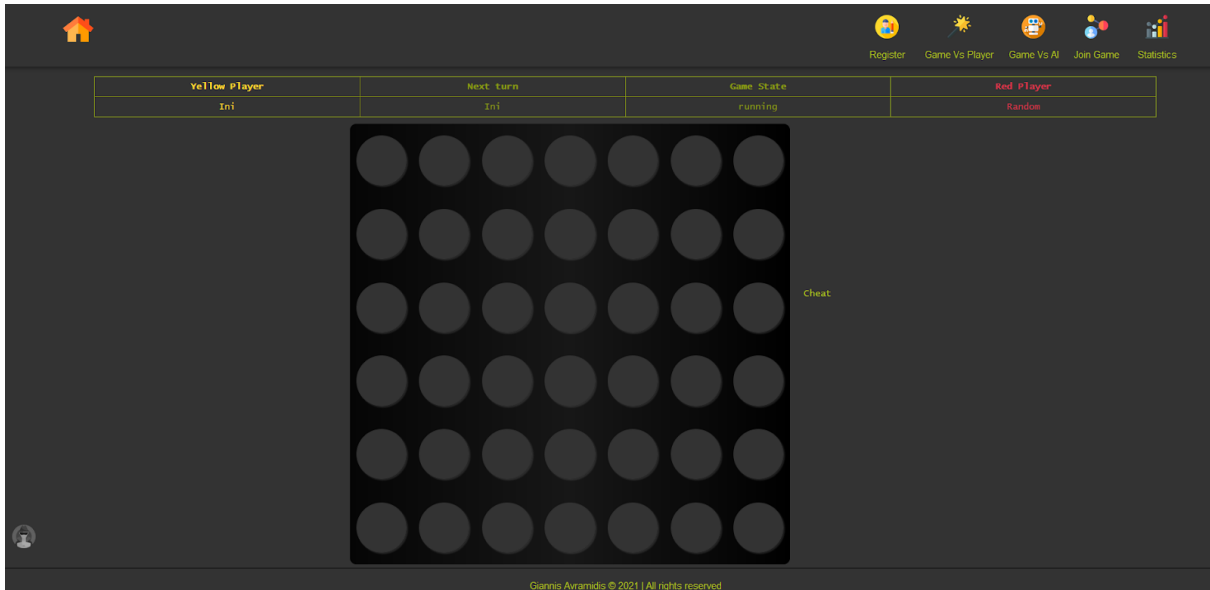 Register Game Vs Player Game Vs AI Join Game Statistics
Yellow Player Next turn Game State Red Player
Ini Ini running Random
Cheat
Giannis Avramidis © 2021 | All rights reserved